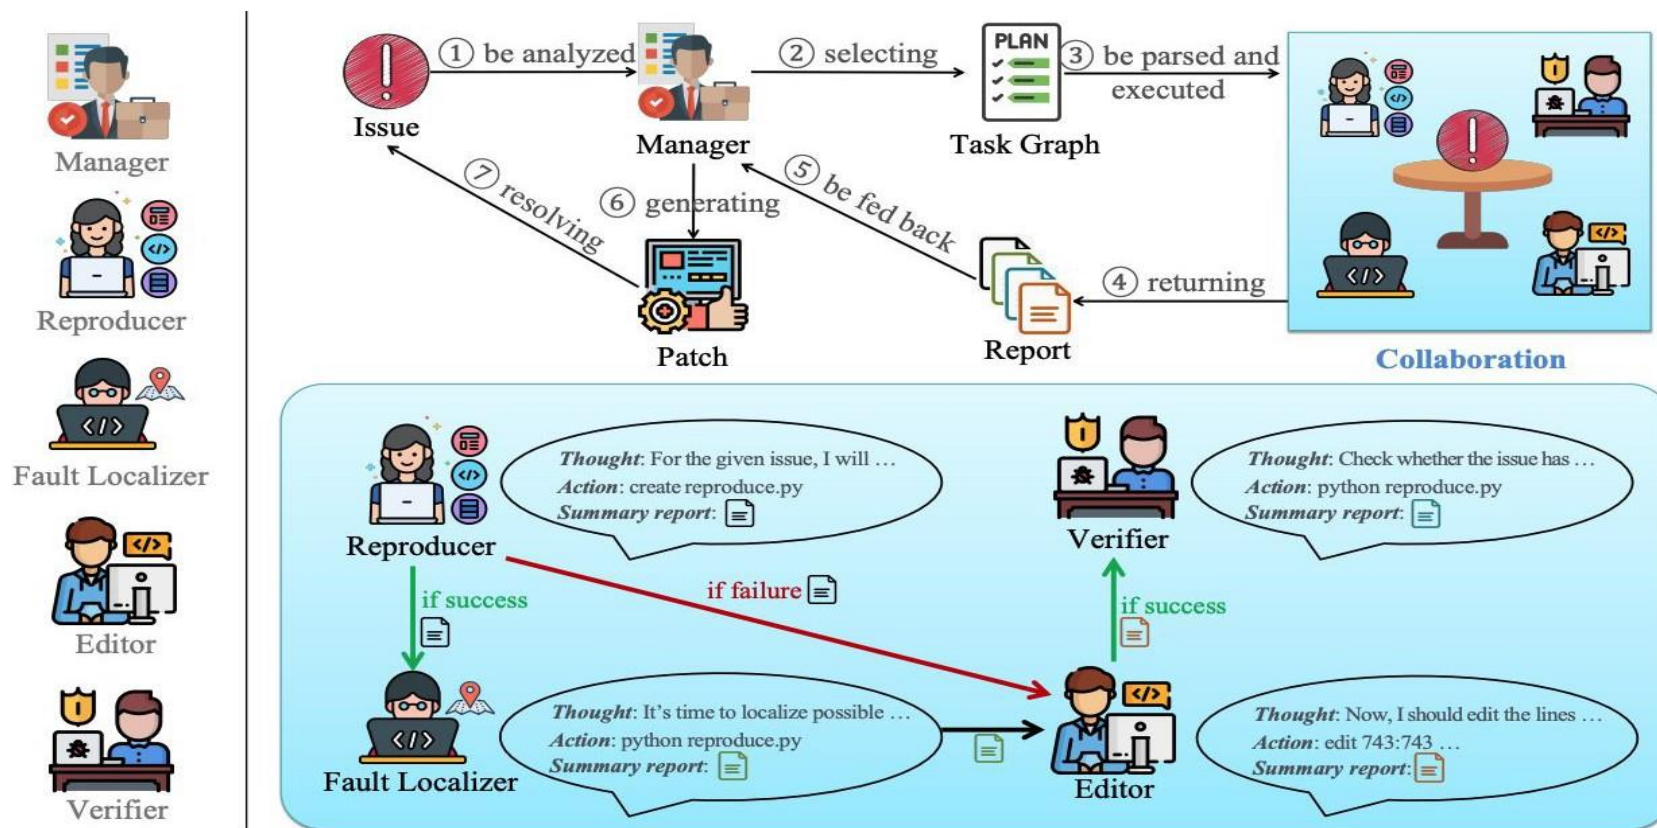 Manager
Reproducer
Fault Localizer
Editor
Verifier
① be analyzed
② selecting
PLAN
③ be parsed and
executed
Issue
Manager
Task Graph
⑦ resolving
⑥ generating
⑤ be fed back
④ returning
Patch
Report
Collaboration
Thought: For the given issue, I will …
Action: create reproduce.py
Summary report:
Reproducer
Thought: Check whether the issue has …
Action: python reproduce.py
Summary report:
Verifier
if success
if failure
if success
Thought: It's time to localize possible …
Action: python reproduce.py
Summary report:
Fault Localizer
Thought: Now, I should edit the lines …
Action: edit 743:743 …
Summary report:
Editor